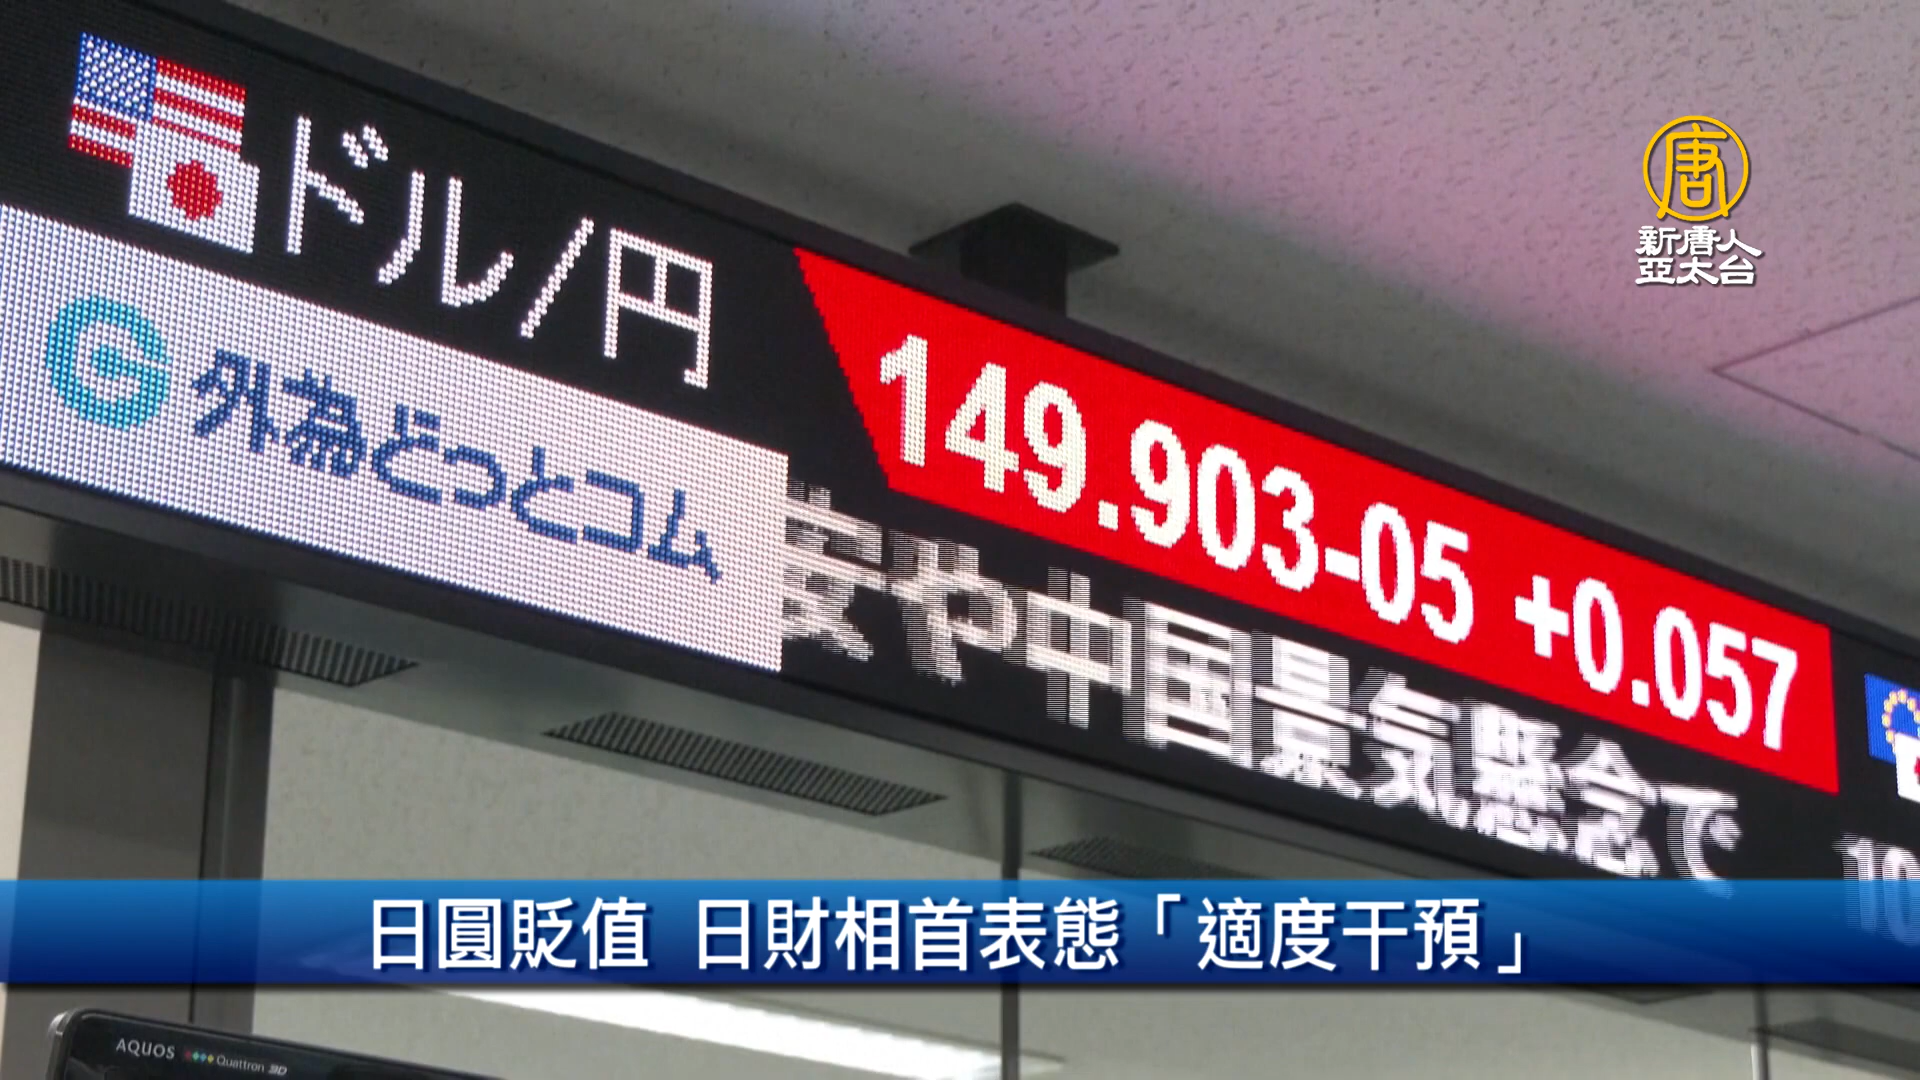 ドル/円
149.903-05 +0.057
外為どっとコム
安や中国景気懸念で
唐
新唐人
亞太台
日圓貶值 日財相首表態「適度干預」
AQUOS Quattron 3D